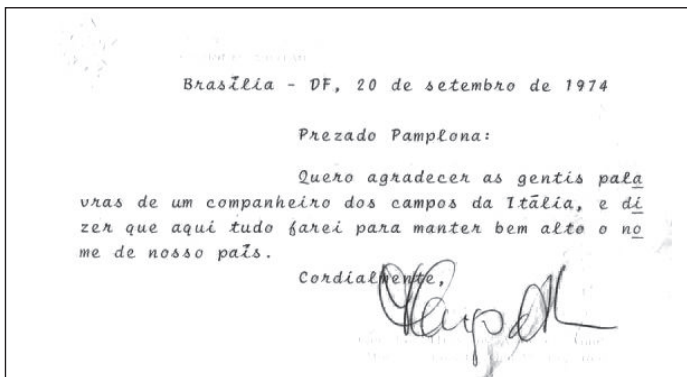 Brasília - DF, 20 de setembro de 1974
Prezado Pamplona:
Quero agradecer as gentis pala
vras de um companheiro dos campos da Itália, e di
zer que aqui tudo farei para manter bem alto o no
me de nosso país.
Cordialmente,